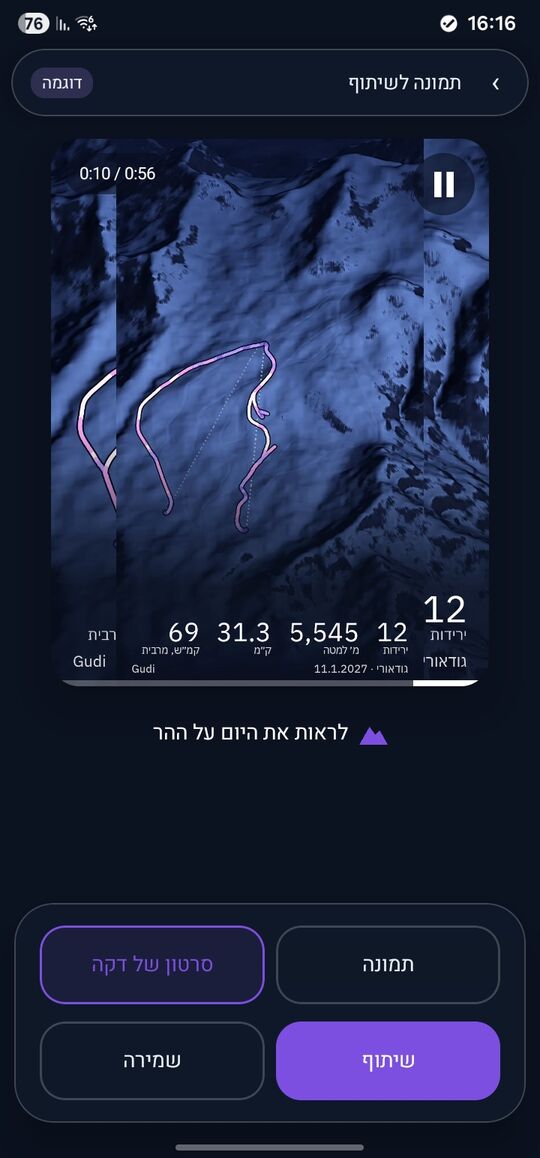 16:16
76
תמונה לשיתוף
דוגמה
0:10 / 0:56
12
ירידות
גודאורי
12 5,545 31.3 69
ירידות מ׳ למטה ק״מ קמ״ש, מרבית
גודאורי · 11.1.2027
Gudi
רבית
Gudi
לראות את היום על ההר
תמונה
סרטון של דקה
שיתוף
שמירה